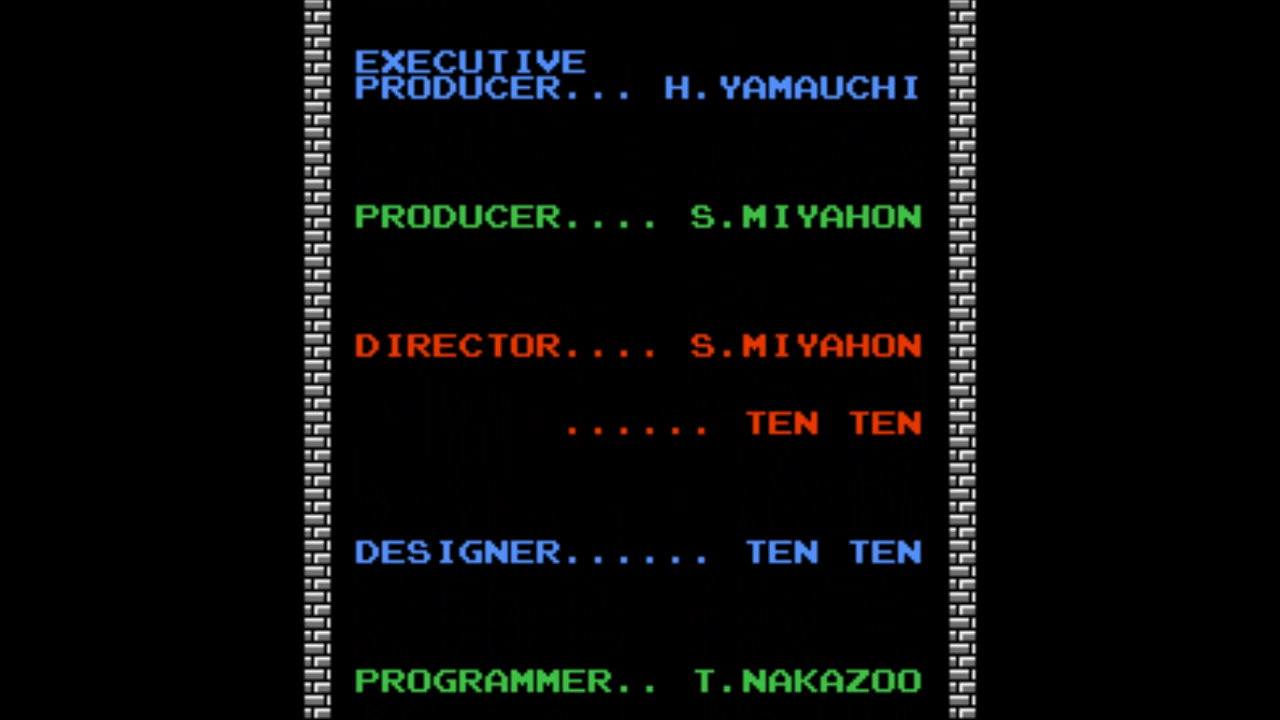 EXECUTIVE
PRODUCER... H.YAMAUCHI
PRODUCER.... S.MIYAHON
DIRECTOR.... S.MIYAHON
...... TEN TEN
DESIGNER...... TEN TEN
PROGRAMMER.. T.NAKAZOO